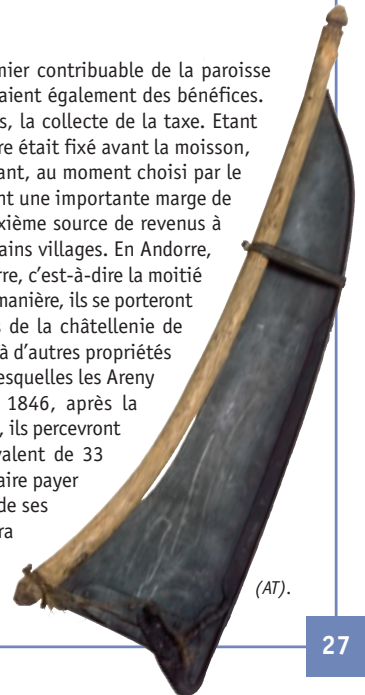 mier contribuable de la paroisse
aient également des bénéfices.
s, la collecte de la taxe. Etant
re était fixé avant la moisson,
ant, au moment choisi par le
nt une importante marge de
xième source de revenus à
ains villages. En Andorre,
rre, c'est-à-dire la moitié
manière, ils se porteront
s de la châtellenie de
à d'autres propriétés
esquelles les Areny
1846, après la
, ils percevront
valent de 33
aire payer
de ses
ra
(AT).
27